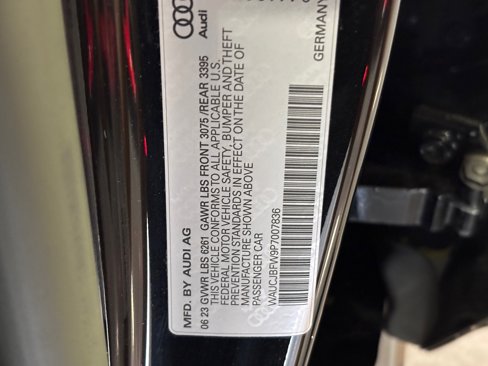 Audi
GERMANY
MFD. BY AUDI AG
06 23 GVWR LBS 6261 GAWR LBS FRONT 3075 /REAR 3395
THIS VEHICLE CONFORMS TO ALL APPLICABLE U.S.
FEDERAL MOTOR VEHICLE SAFETY, BUMPER AND THEFT
PREVENTION STANDARDS IN EFFECT ON THE DATE OF
MANUFACTURE SHOWN ABOVE
PASSENGER CAR
WAUCJBFW9P7007836